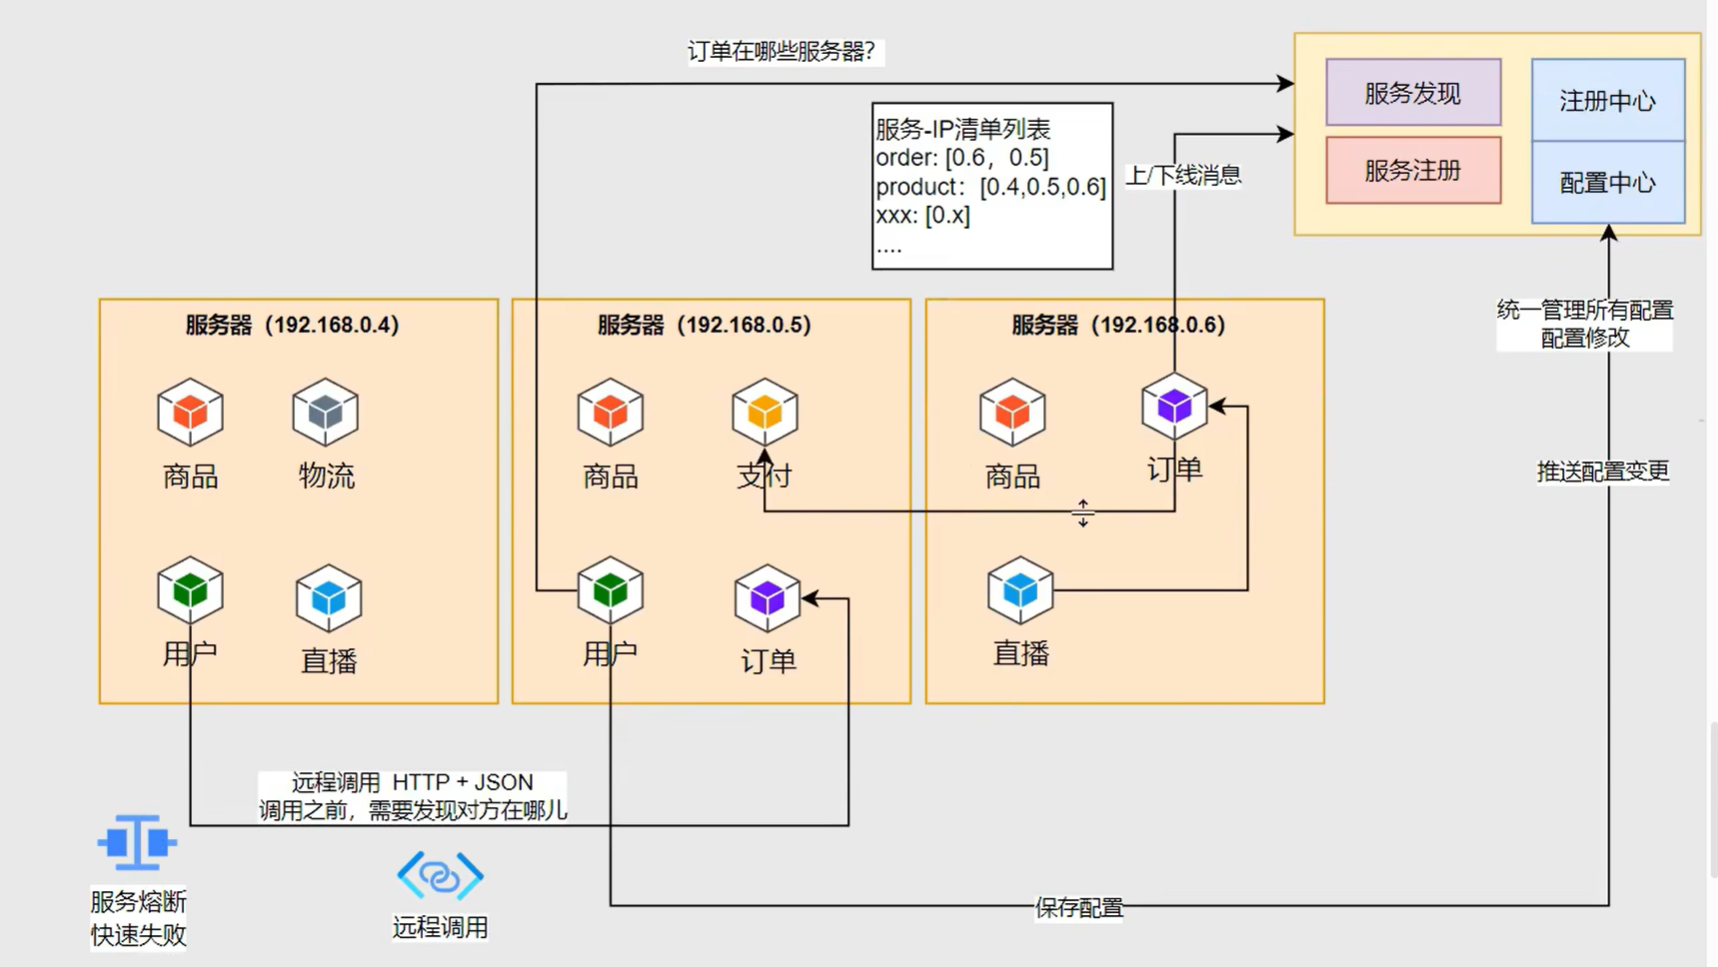 订单在哪些服务器？
服务发现
服务注册
注册中心
配置中心
服务-IP清单列表
order: [0.6，0.5]
product：[0.4,0.5,0.6]
xxx: [0.x]
....
上/下线消息
统一管理所有配置
配置修改
推送配置变更
服务器（192.168.0.4）
商品
物流
用户
直播
服务器（192.168.0.5）
商品
支付
用户
订单
服务器（192.168.0.6）
商品
订单
直播
远程调用 HTTP + JSON
调用之前，需要发现对方在哪儿
服务熔断
快速失败
远程调用
保存配置